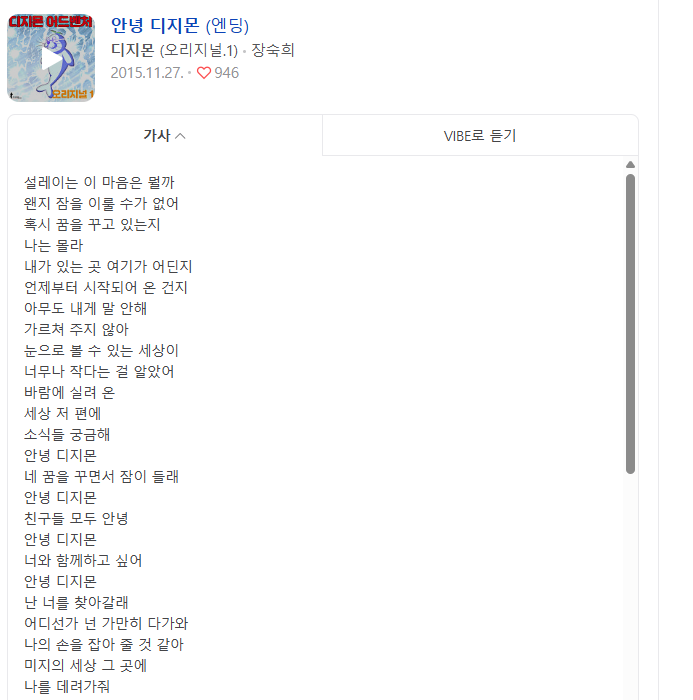 디지몬 어드벤처
오리지널 1
안녕 디지몬 (엔딩)
디지몬 (오리지널.1) · 장숙희
2015.11.27. · 946
가사
VIBE로 듣기
설레이는 이 마음은 뭘까
왠지 잠을 이룰 수가 없어
혹시 꿈을 꾸고 있는지
나는 몰라
내가 있는 곳 여기가 어딘지
언제부터 시작되어 온 건지
아무도 내게 말 안해
가르쳐 주지 않아
눈으로 볼 수 있는 세상이
너무나 작다는 걸 알았어
바람에 실려 온
세상 저 편에
소식들 궁금해
안녕 디지몬
네 꿈을 꾸면서 잠이 들래
안녕 디지몬
친구들 모두 안녕
안녕 디지몬
너와 함께하고 싶어
안녕 디지몬
난 너를 찾아갈래
어디선가 넌 가만히 다가와
나의 손을 잡아 줄 것 같아
미지의 세상 그 곳에
나를 데려가줘